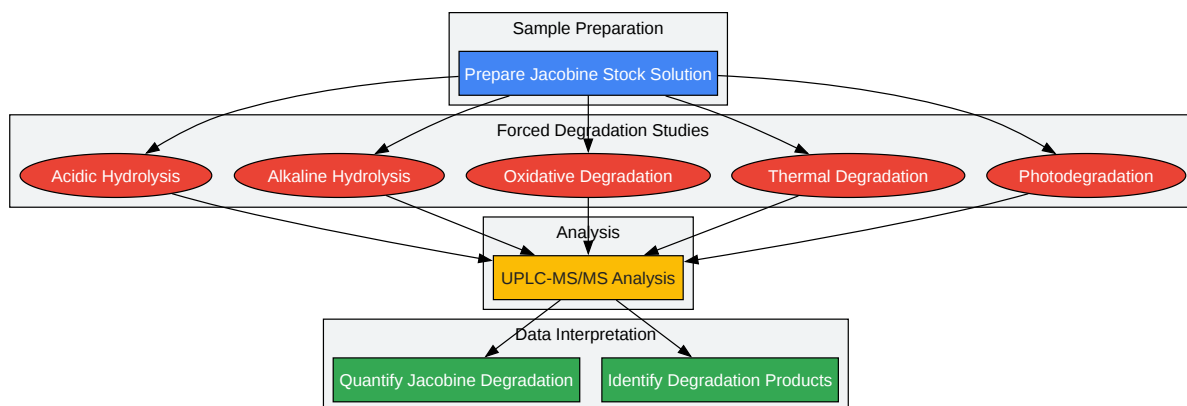 Sample Preparation
Prepare Jacobine Stock Solution
Forced Degradation Studies
Acidic Hydrolysis
Alkaline Hydrolysis
Oxidative Degradation
Thermal Degradation
Photodegradation
Analysis
UPLC-MS/MS Analysis
Data Interpretation
Quantify Jacobine Degradation
Identify Degradation Products